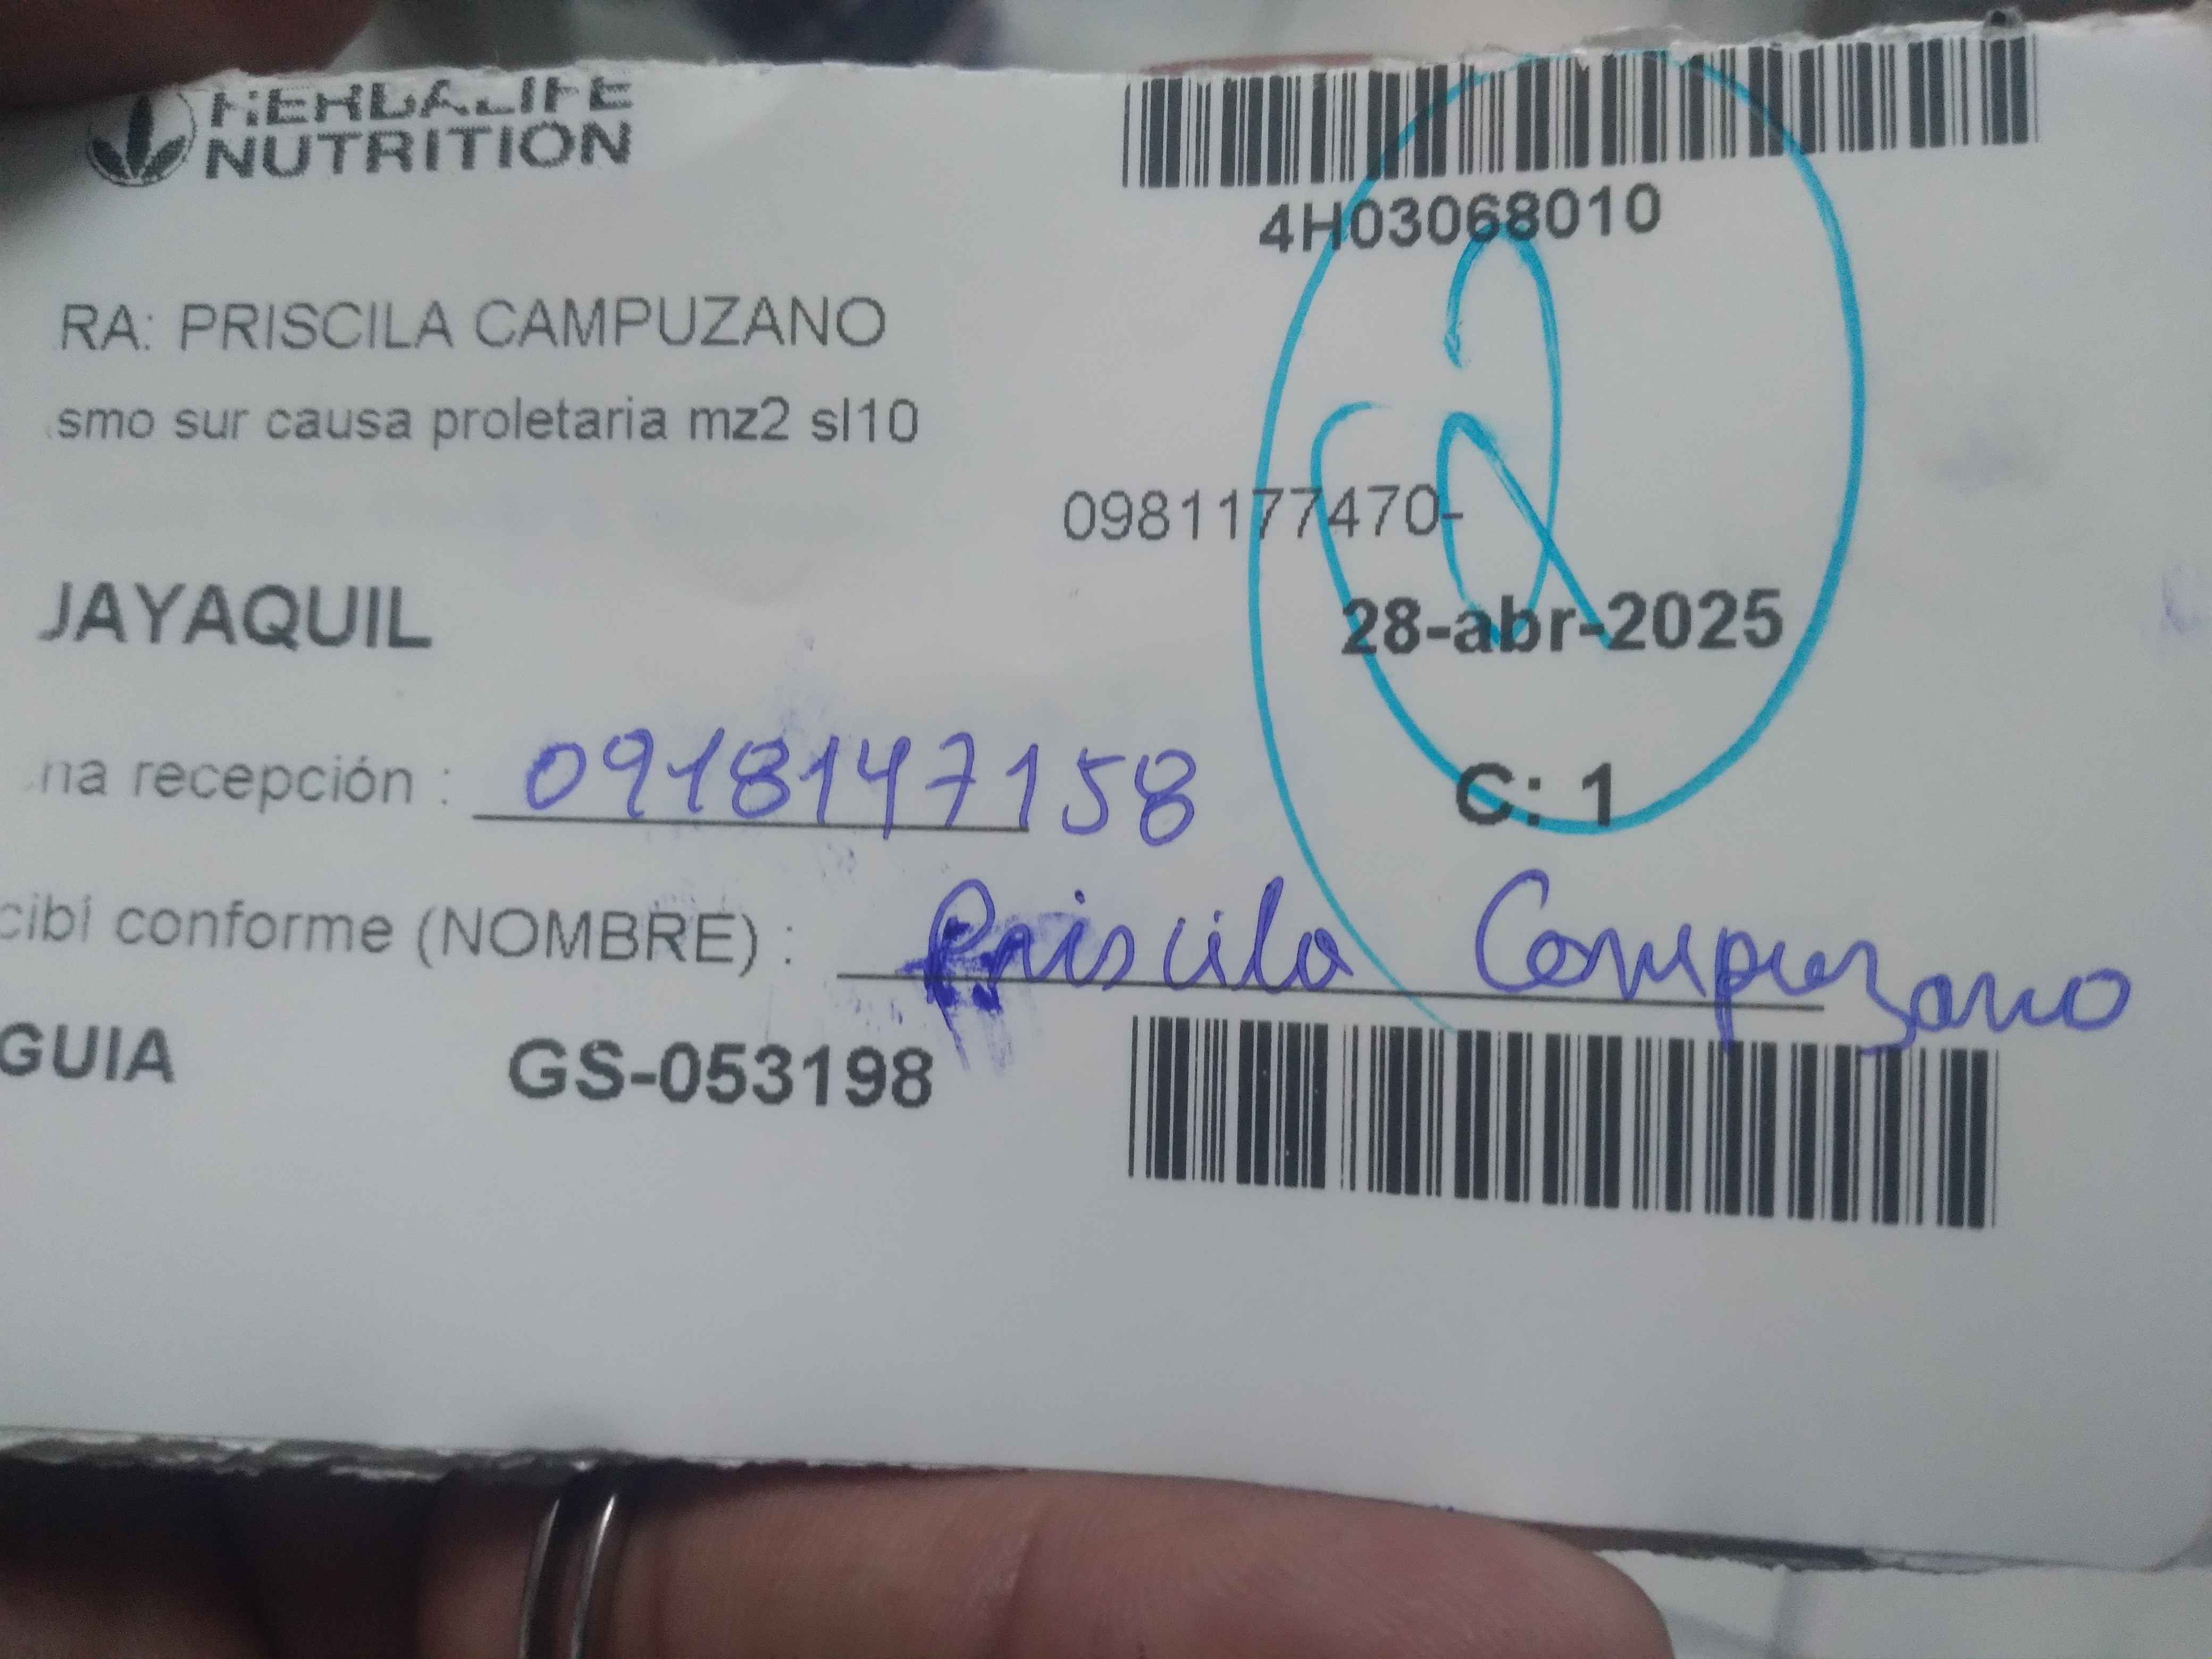 HERBALIFE
NUTRITION
4H03068010
RA: PRISCILA CAMPUZANO
smo sur causa proletaria mz2 sl10
0981177470-
JAYAQUIL
28-abr-2025
na recepción : 0918147158
C: 1
cibí conforme (NOMBRE) : Priscila Campuzano
GUIA GS-053198